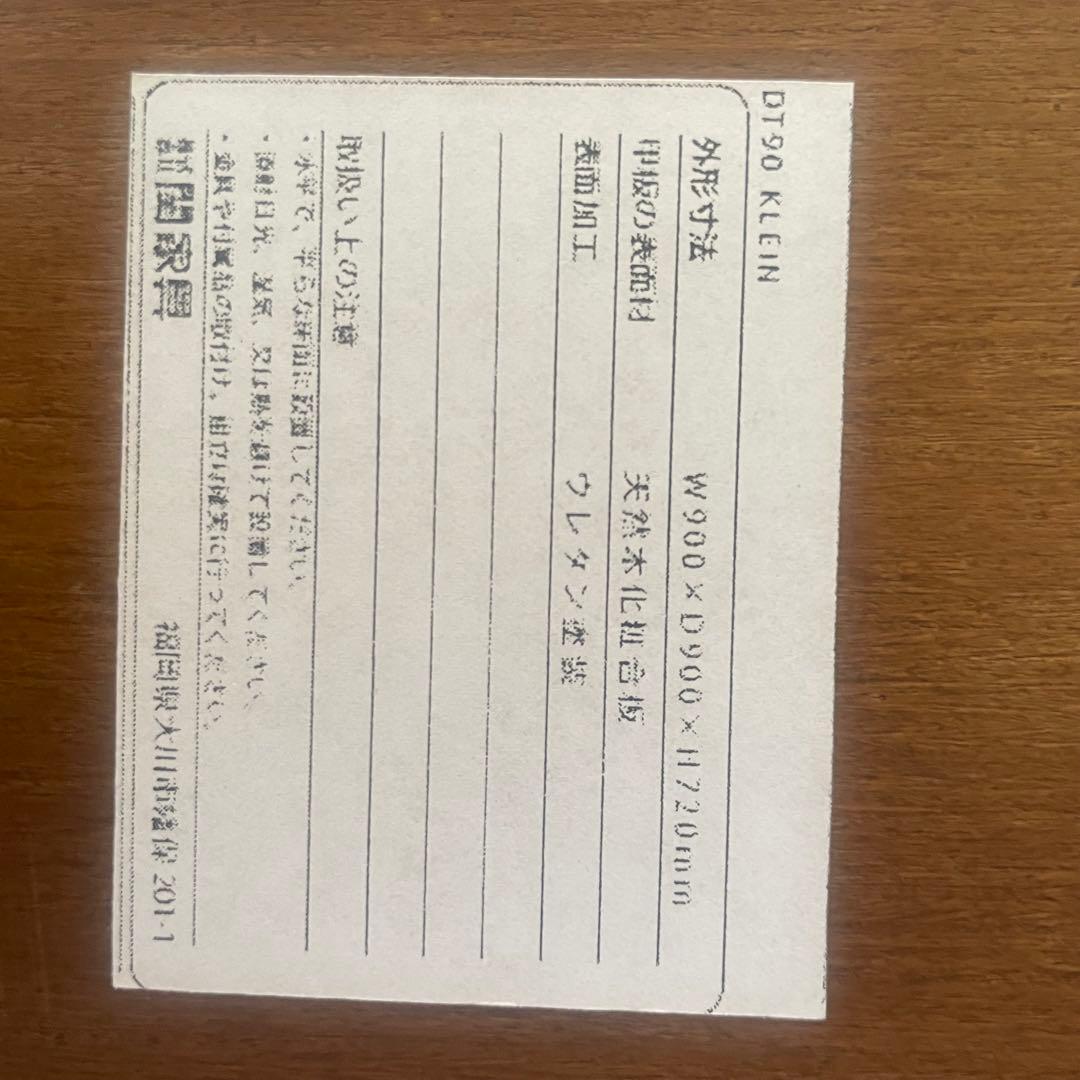 DT90 KLEIN
外形寸法 W900×D900×H720mm
甲板の表面材 天然木化粧合板
表面加工 ウレタン塗装
取扱い上の注意
・水平で、平らな床面に設置してください。
・直射日光、湿気、又は熱を避けて設置してください。
・金具や付属品の取付け、組立は確実に行ってください。
家具
福岡県大川市 201-1